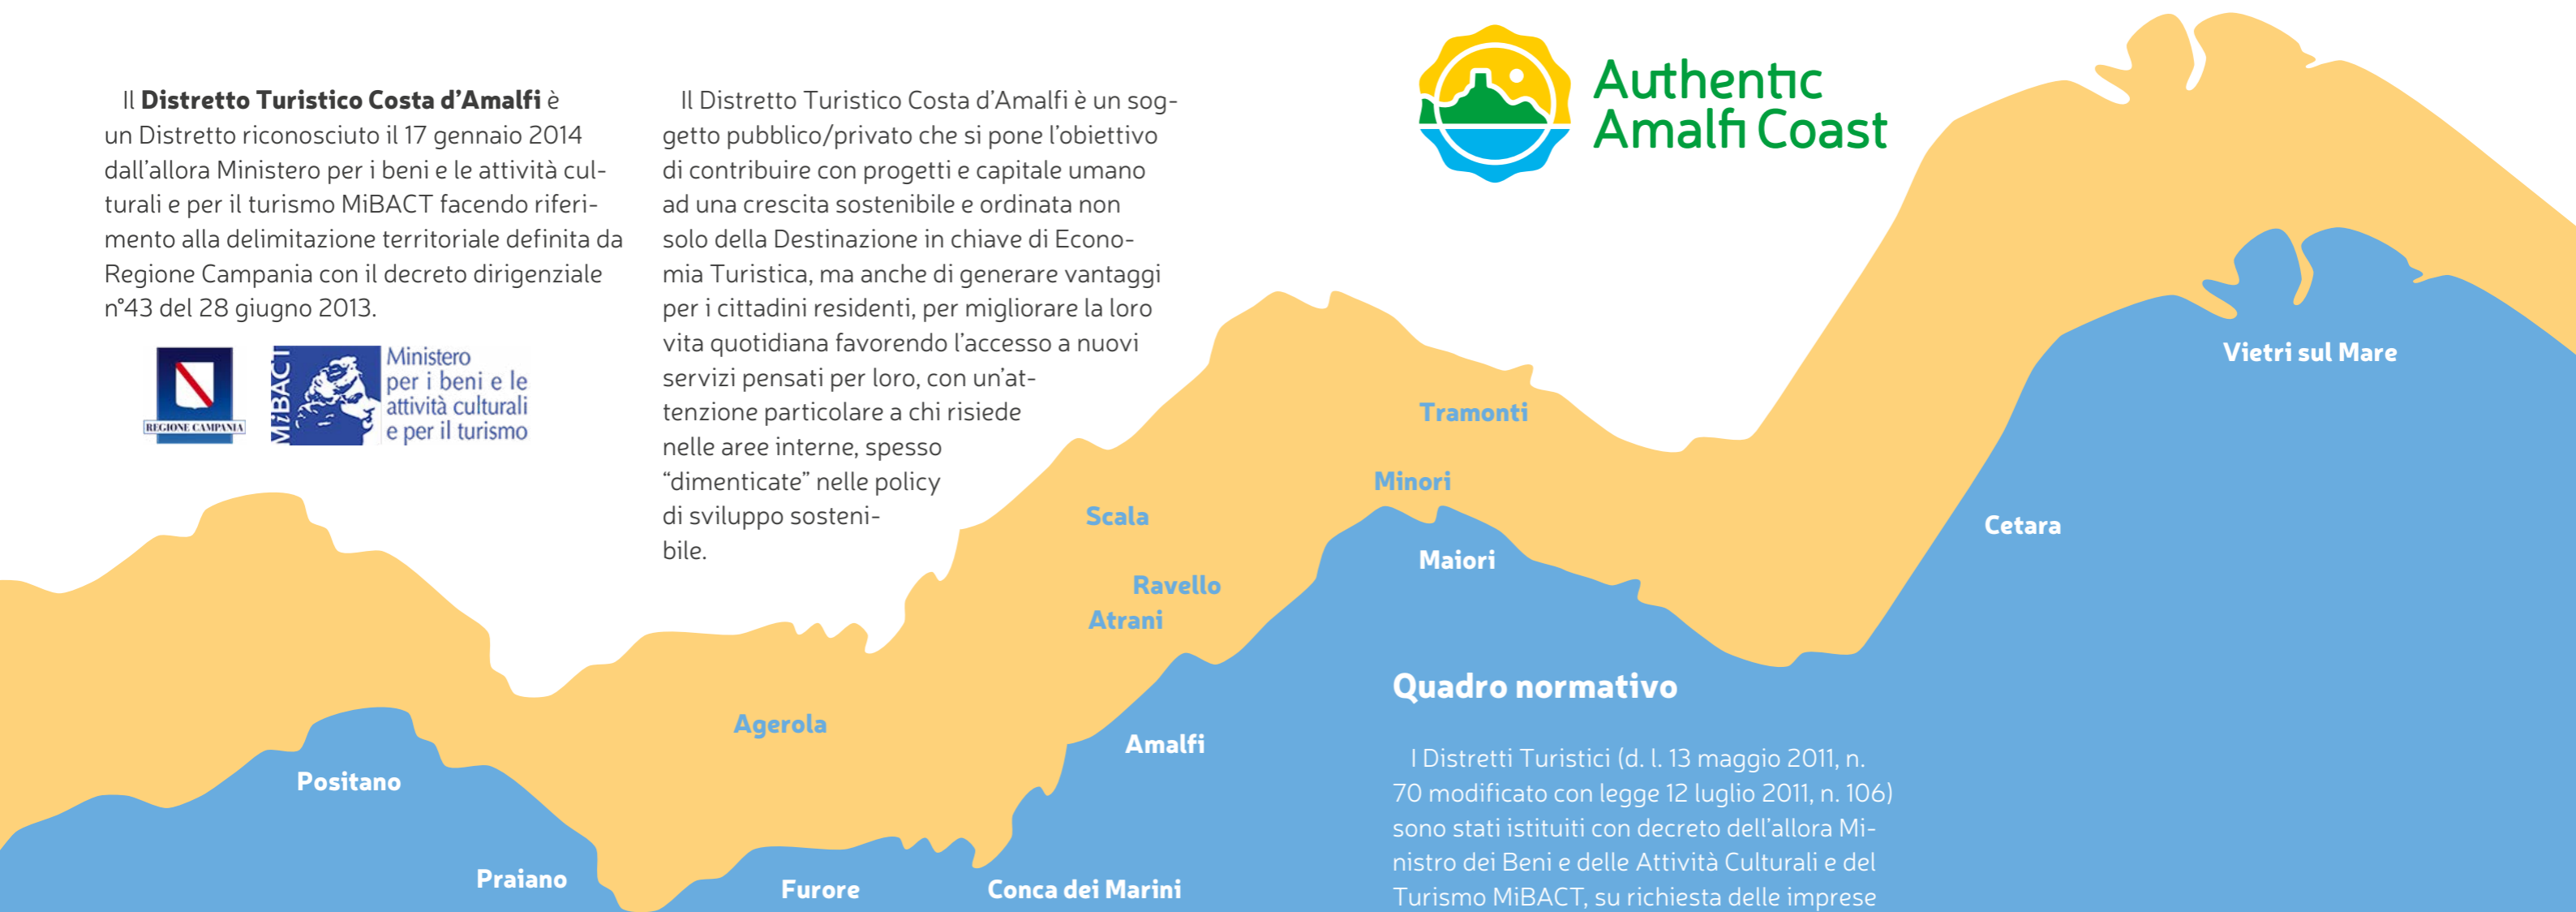 Il Distretto Turistico Costa d’Amalfi è
un Distretto riconosciuto il 17 gennaio 2014
dall’allora Ministero per i beni e le attività cul-
turali e per il turismo MiBACT facendo riferi-
mento alla delimitazione territoriale definita da
Regione Campania con il decreto dirigenziale
n°43 del 28 giugno 2013.
REGIONE CAMPANIA
MiBACT
Ministero
per i beni e le
attività culturali
e per il turismo
Il Distretto Turistico Costa d’Amalfi è un sog-
getto pubblico/privato che si pone l’obiettivo
di contribuire con progetti e capitale umano
ad una crescita sostenibile e ordinata non
solo della Destinazione in chiave di Econo-
mia Turistica, ma anche di generare vantaggi
per i cittadini residenti, per migliorare la loro
vita quotidiana favorendo l’accesso a nuovi
servizi pensati per loro, con un’at-
tenzione particolare a chi risiede
nelle aree interne, spesso
“dimenticate” nelle policy
di sviluppo sosteni-
bile.
Authentic
Amalfi Coast
Vietri sul Mare
Tramonti
Minori
Scala
Cetara
Maiori
Ravello
Atrani
Agerola
Amalfi
Positano
Praiano
Furore
Conca dei Marini
Quadro normativo
I Distretti Turistici (d. l. 13 maggio 2011, n.
70 modificato con legge 12 luglio 2011, n. 106)
sono stati istituiti con decreto dell’allora Mi-
nistro dei Beni e delle Attività Culturali e del
Turismo MiBACT, su richiesta delle imprese